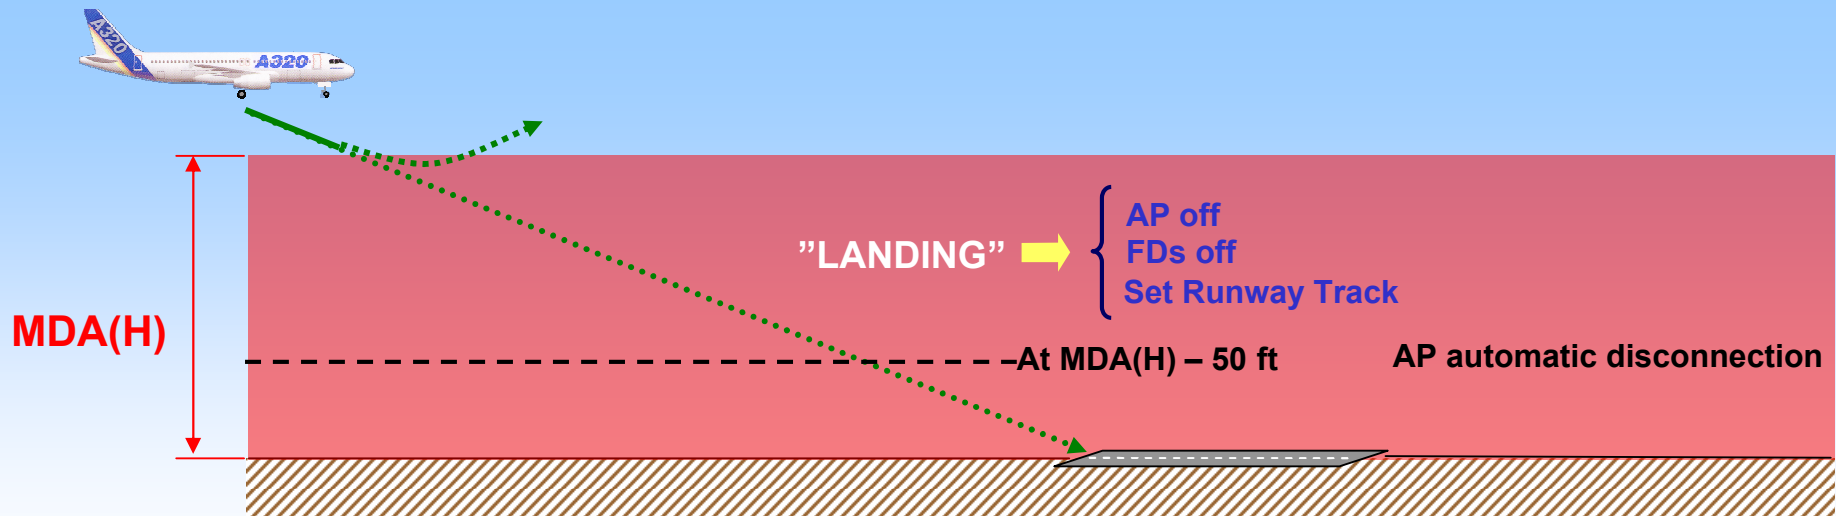 A320
A320
”LANDING”
AP off
FDs off
Set Runway Track
MDA(H)
At MDA(H) – 50 ft
AP automatic disconnection